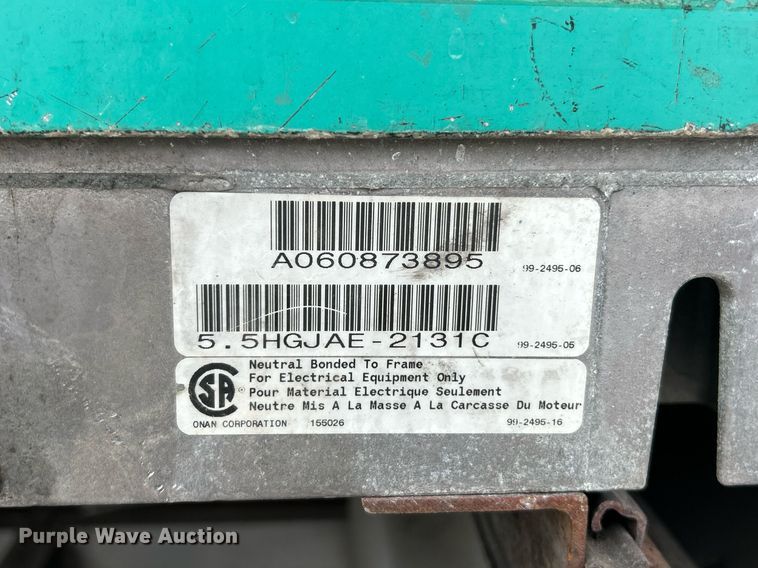 A060873895
99-2495-06
5.5HGJAE-2131C
99-2495-05
CSA
Neutral Bonded To Frame
For Electrical Equipment Only
Pour Material Electrique Seulement
Neutre Mis A La Masse A La Carcasse Du Moteur
ONAN CORPORATION 155026 99-2495-16
Purple Wave Auction